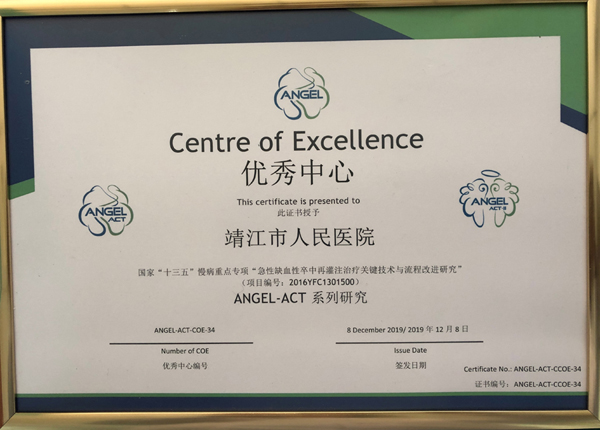 ANGEL
Centre of Excellence
优秀中心
This certificate is presented to
此证书授予
ANGEL
ACT
ANGEL
ACT-II
靖江市人民医院
国家“十三五”慢病重点专项“急性缺血性卒中再灌注治疗关键技术与流程改进研究”
（项目编号：2016YFC1301500）
ANGEL-ACT 系列研究
ANGEL-ACT-COE-34
8 December 2019/ 2019 年 12 月 8 日
Number of COE
Issue Date
优秀中心编号
签发日期
Certificate No.: ANGEL-ACT-CCOE-34
证书编号：ANGEL-ACT-CCOE-34